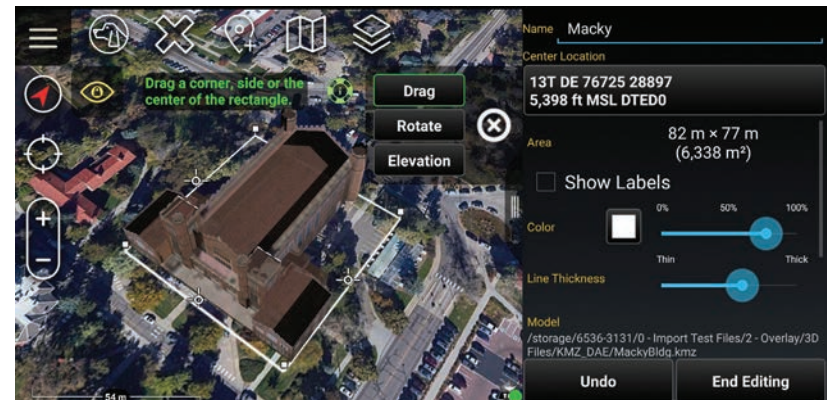 Drag a corner, side or the
center of the rectangle.
Drag
Rotate
Elevation
+
−
54 m
Name Macky
Center Location
13T DE 76725 28897
5,398 ft MSL DTED0
Area
82 m × 77 m
(6,338 m²)
Show Labels
0% 50% 100%
Color
Thin Thick
Line Thickness
Model
/storage/6536-3131/0 - Import Test Files/2 - Overlay/3D
Files/KMZ_DAE/MackyBldg.kmz
Undo
End Editing